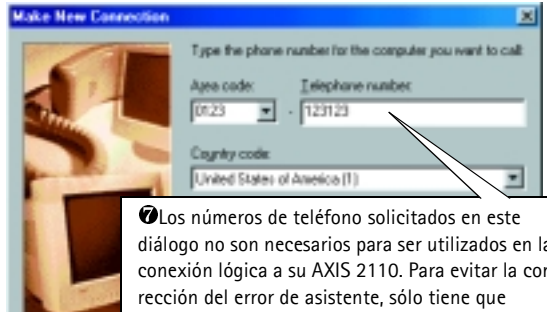 Make New Connection
Type the phone number for the computer you want to call:
Area code:
Telephone number:
0123
-
123123
Country code:
United States of America (1)
❼Los números de teléfono solicitados en este
diálogo no son necesarios para ser utilizados en la
conexión lógica a su AXIS 2110. Para evitar la cor
rección del error de asistente, sólo tiene que